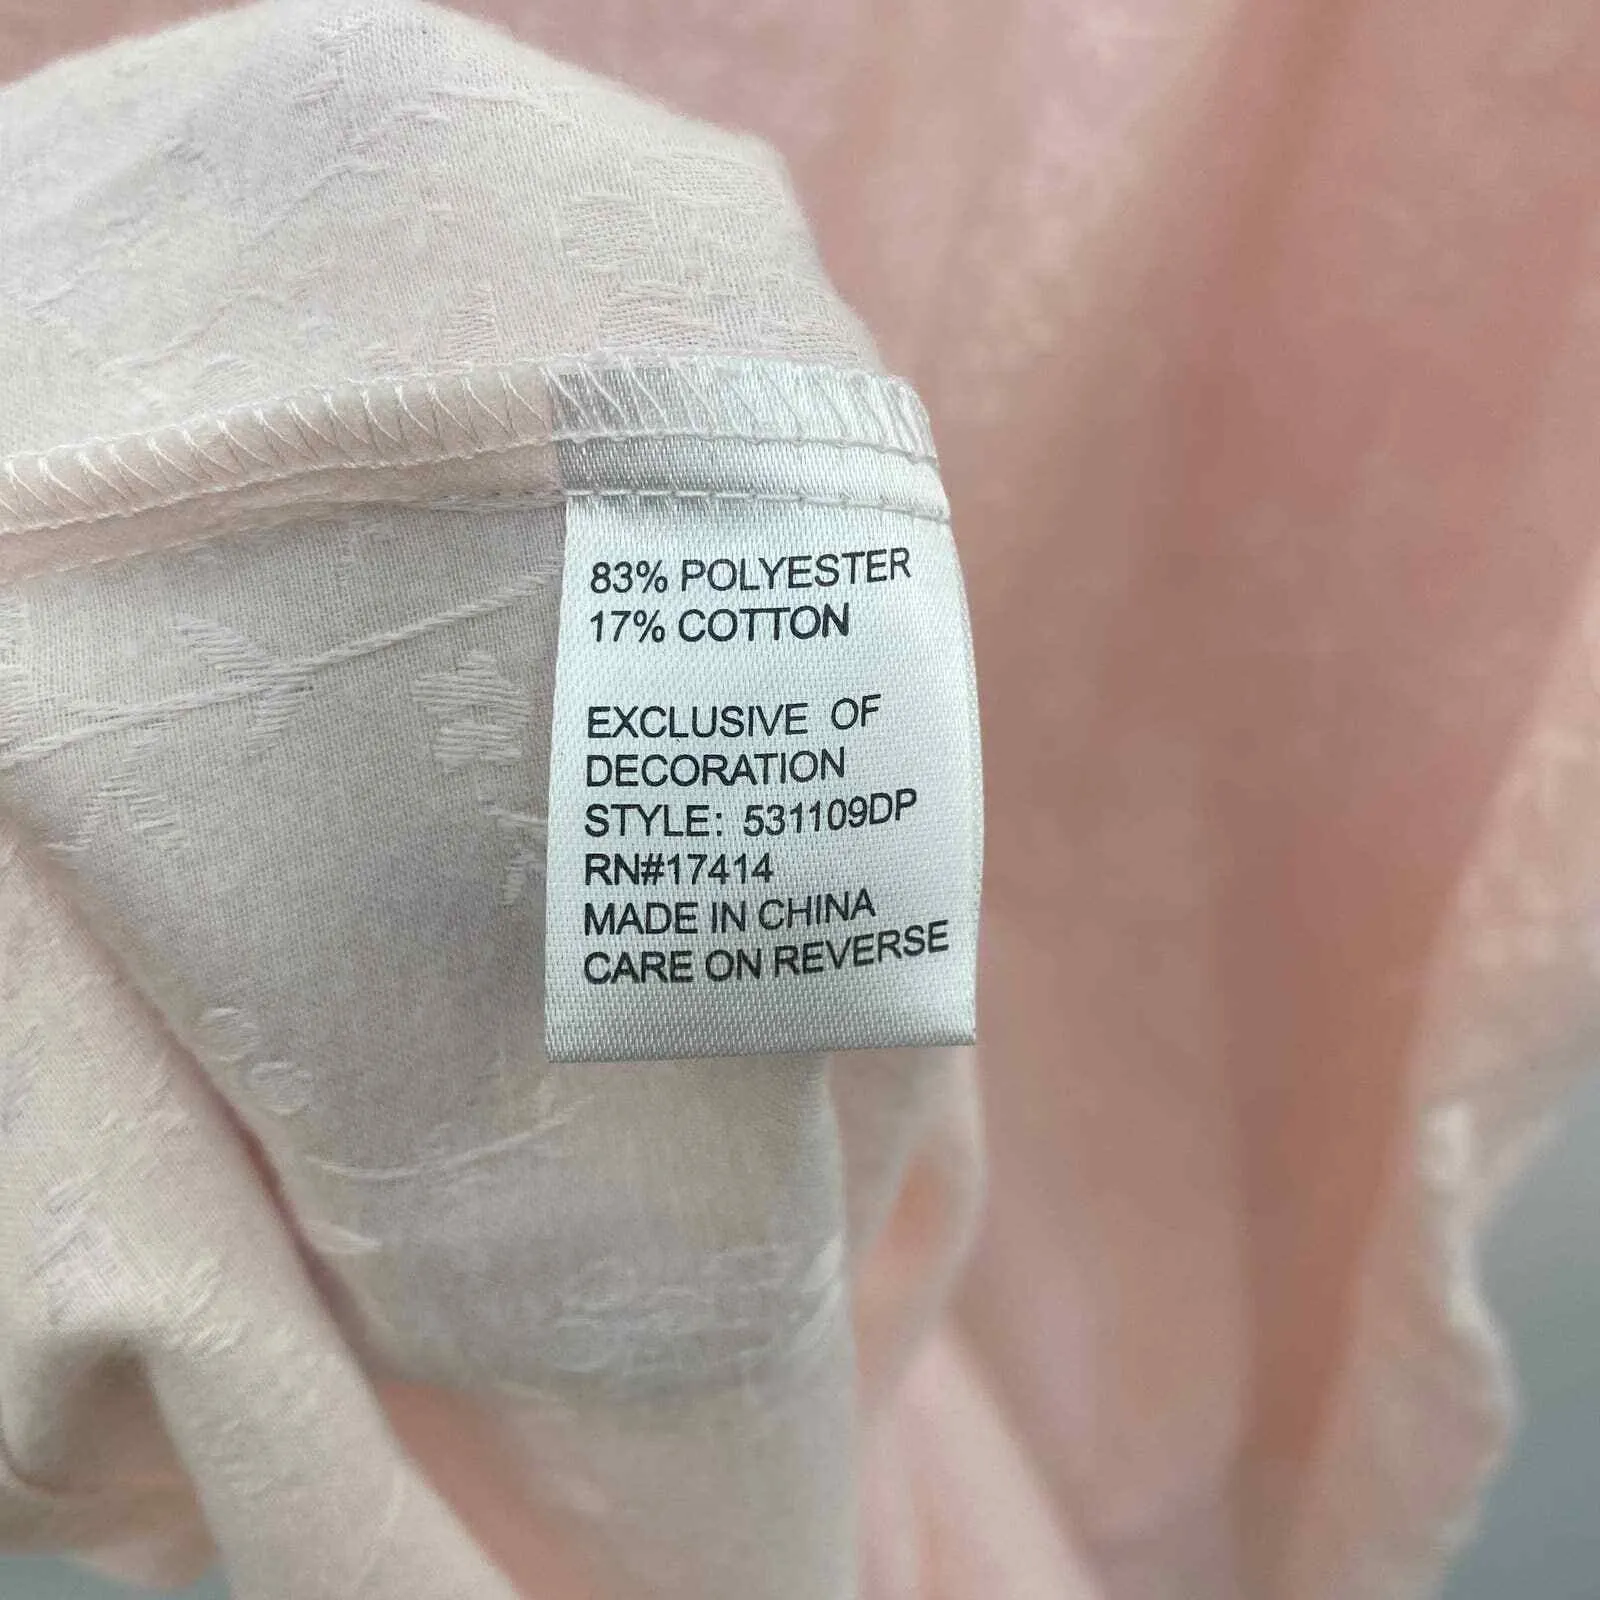 83% POLYESTER
17% COTTON
EXCLUSIVE OF
DECORATION
STYLE: 531109DP
RN#17414
MADE IN CHINA
CARE ON REVERSE